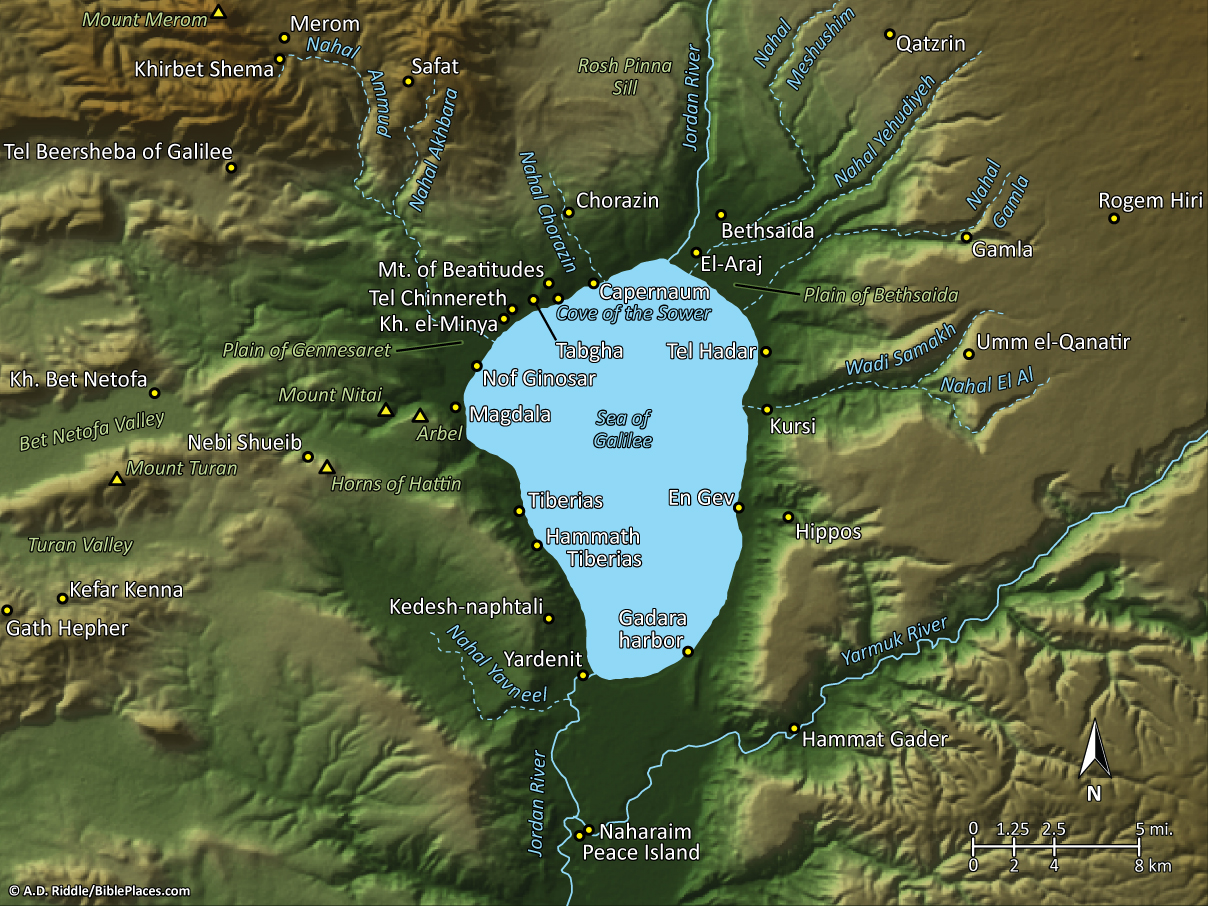 Mount Merom
Merom
Nahal
Ammud
Khirbet Shema
Safat
Nahal Akhbara
Rosh Pinna
Sill
Jordan River
Nahal
Meshushim
Qatzrin
Nahal Yehudiyeh
Tel Beersheba of Galilee
Nahal Chorazin
Chorazin
Bethsaida
Nahal
Gamla
Gamla
Rogem Hiri
El-Araj
Mt. of Beatitudes
Capernaum
Plain of Bethsaida
Tel Chinnereth
Cove of the Sower
Kh. el-Minya
Plain of Gennesaret
Tabgha
Tel Hadar
Wadi Samakh
Umm el-Qanatir
Kh. Bet Netofa
Nof Ginosar
Nahal El Al
Mount Nitai
Magdala
Arbel
Sea of
Galilee
Kursi
Bet Netofa Valley
Nebi Shueib
Mount Turan
Horns of Hattin
Tiberias
En Gev
Hippos
Turan Valley
Hammath
Tiberias
Kefar Kenna
Gath Hepher
Kedesh-naphtali
Gadara
harbor
Nahal Yavneel
Yardenit
Yarmuk River
Hammat Gader
Jordan River
Naharaim
Peace Island
N
0 1.25 2.5 5 mi.
0 2 4 8 km
© A.D. Riddle/BiblePlaces.com